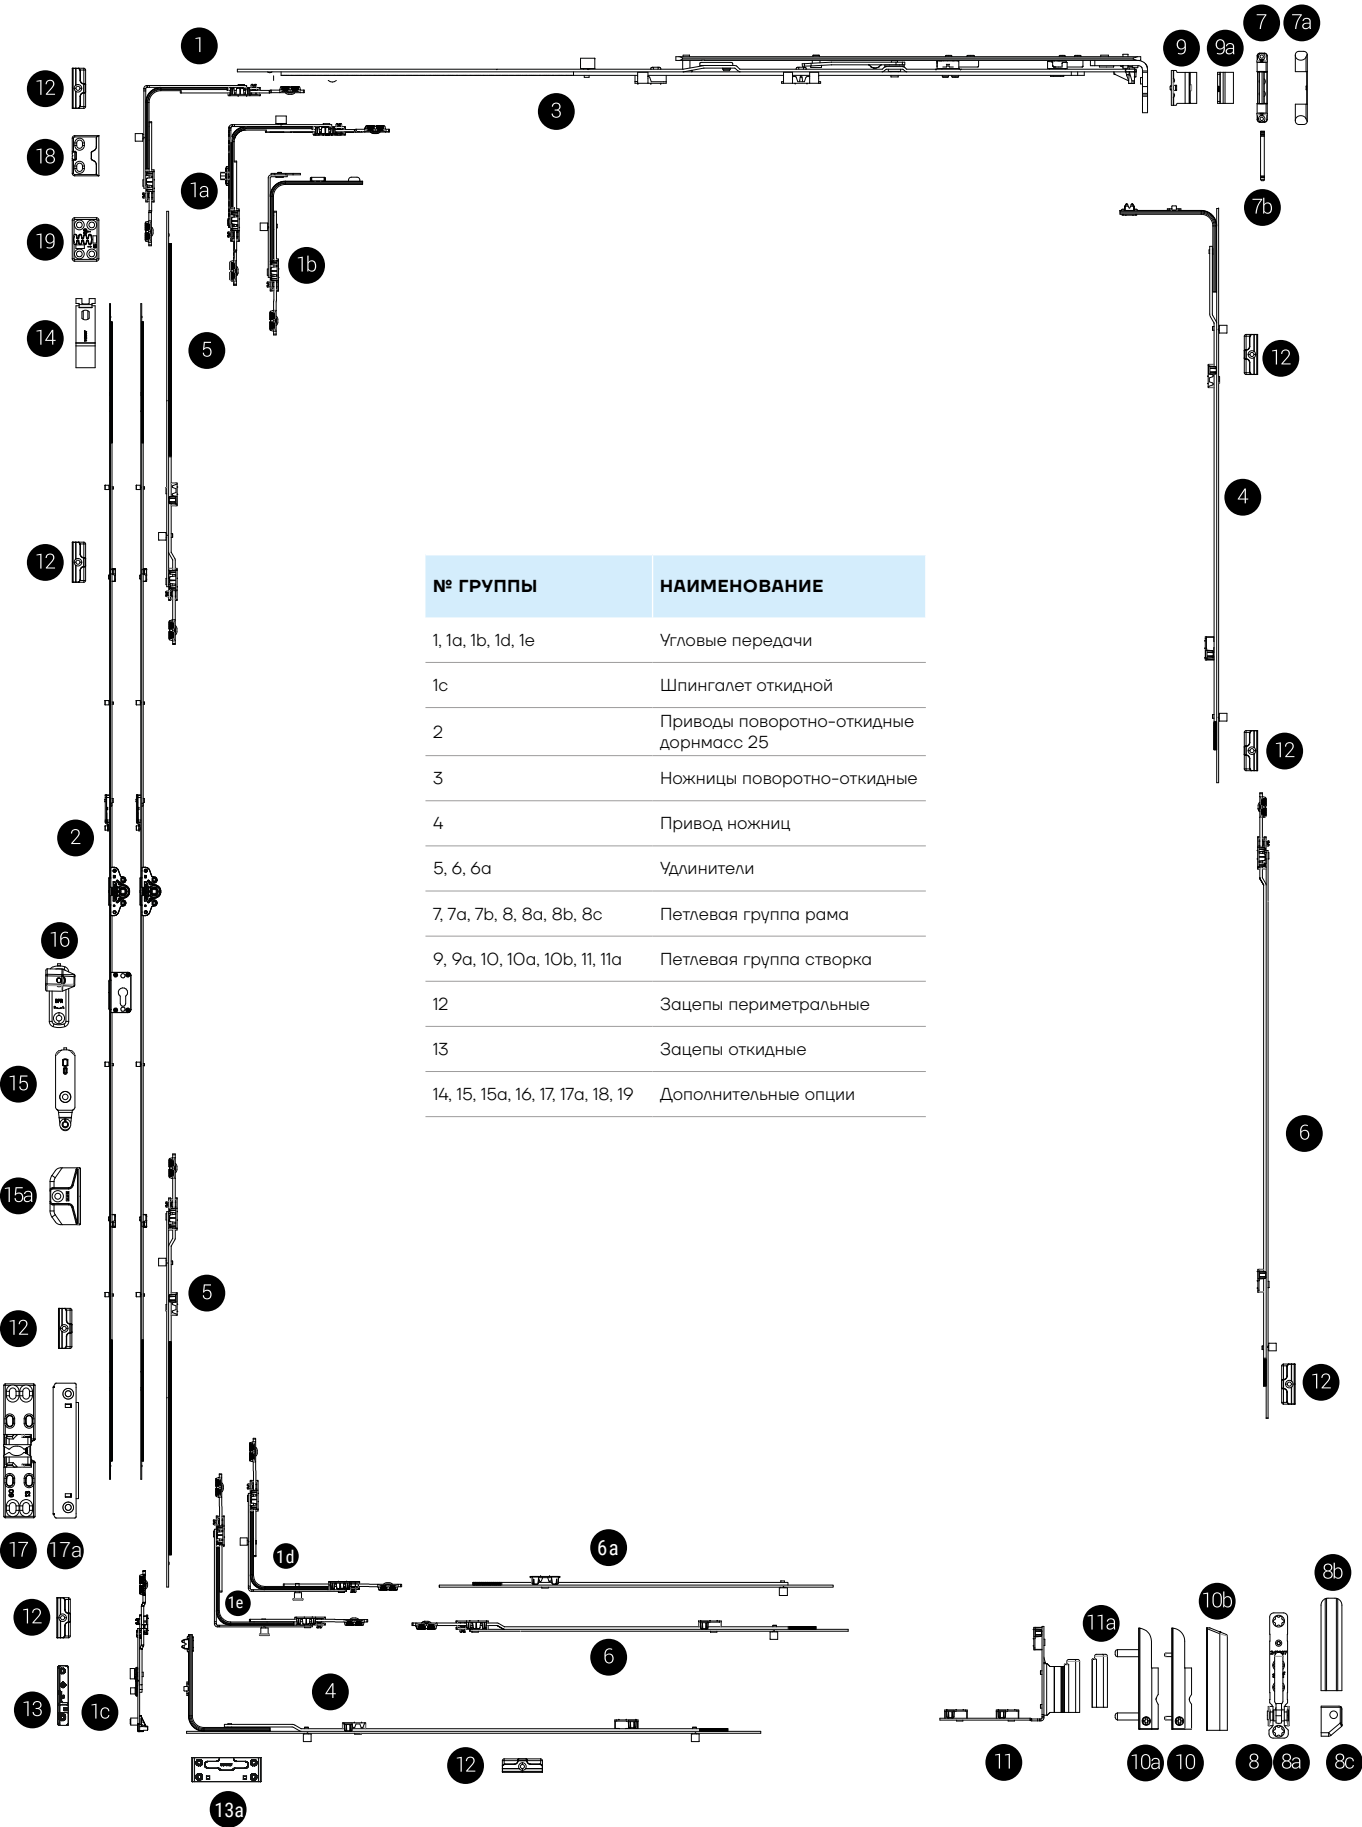 1
7
7a
9
9a
12
3
18
1a
7b
19
1b
14
5
12
12
4
№ ГРУППЫ НАИМЕНОВАНИЕ
1, 1a, 1b, 1d, 1e Угловые передачи
1c Шпингалет откидной
2 Приводы поворотно-откидные
дорнмасс 25
3 Ножницы поворотно-откидные
4 Привод ножниц
5, 6, 6a Удлинители
7, 7a, 7b, 8, 8a, 8b, 8c Петлевая группа рама
9, 9a, 10, 10a, 10b, 11, 11a Петлевая группа створка
12 Зацепы периметральные
13 Зацепы откидные
14, 15, 15a, 16, 17, 17a, 18, 19 Дополнительные опции
12
2
16
15
6
15a
5
12
12
17
17a
1d
6a
8b
1e
12
10b
11a
6
13
1c
4
11
10a
10
8
8a
8c
12
13a